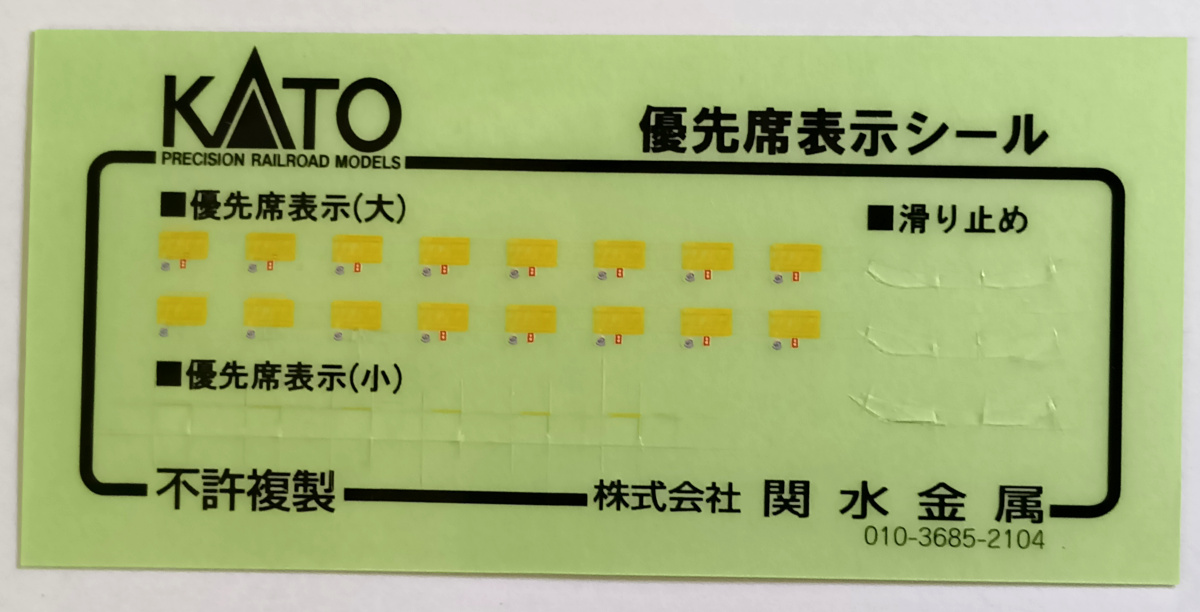 KATO
PRECISION RAILROAD MODELS
優先席表示シール
■優先席表示(大)
■滑り止め
■優先席表示(小)
不許複製
株式会社 関水金属
010-3685-2104